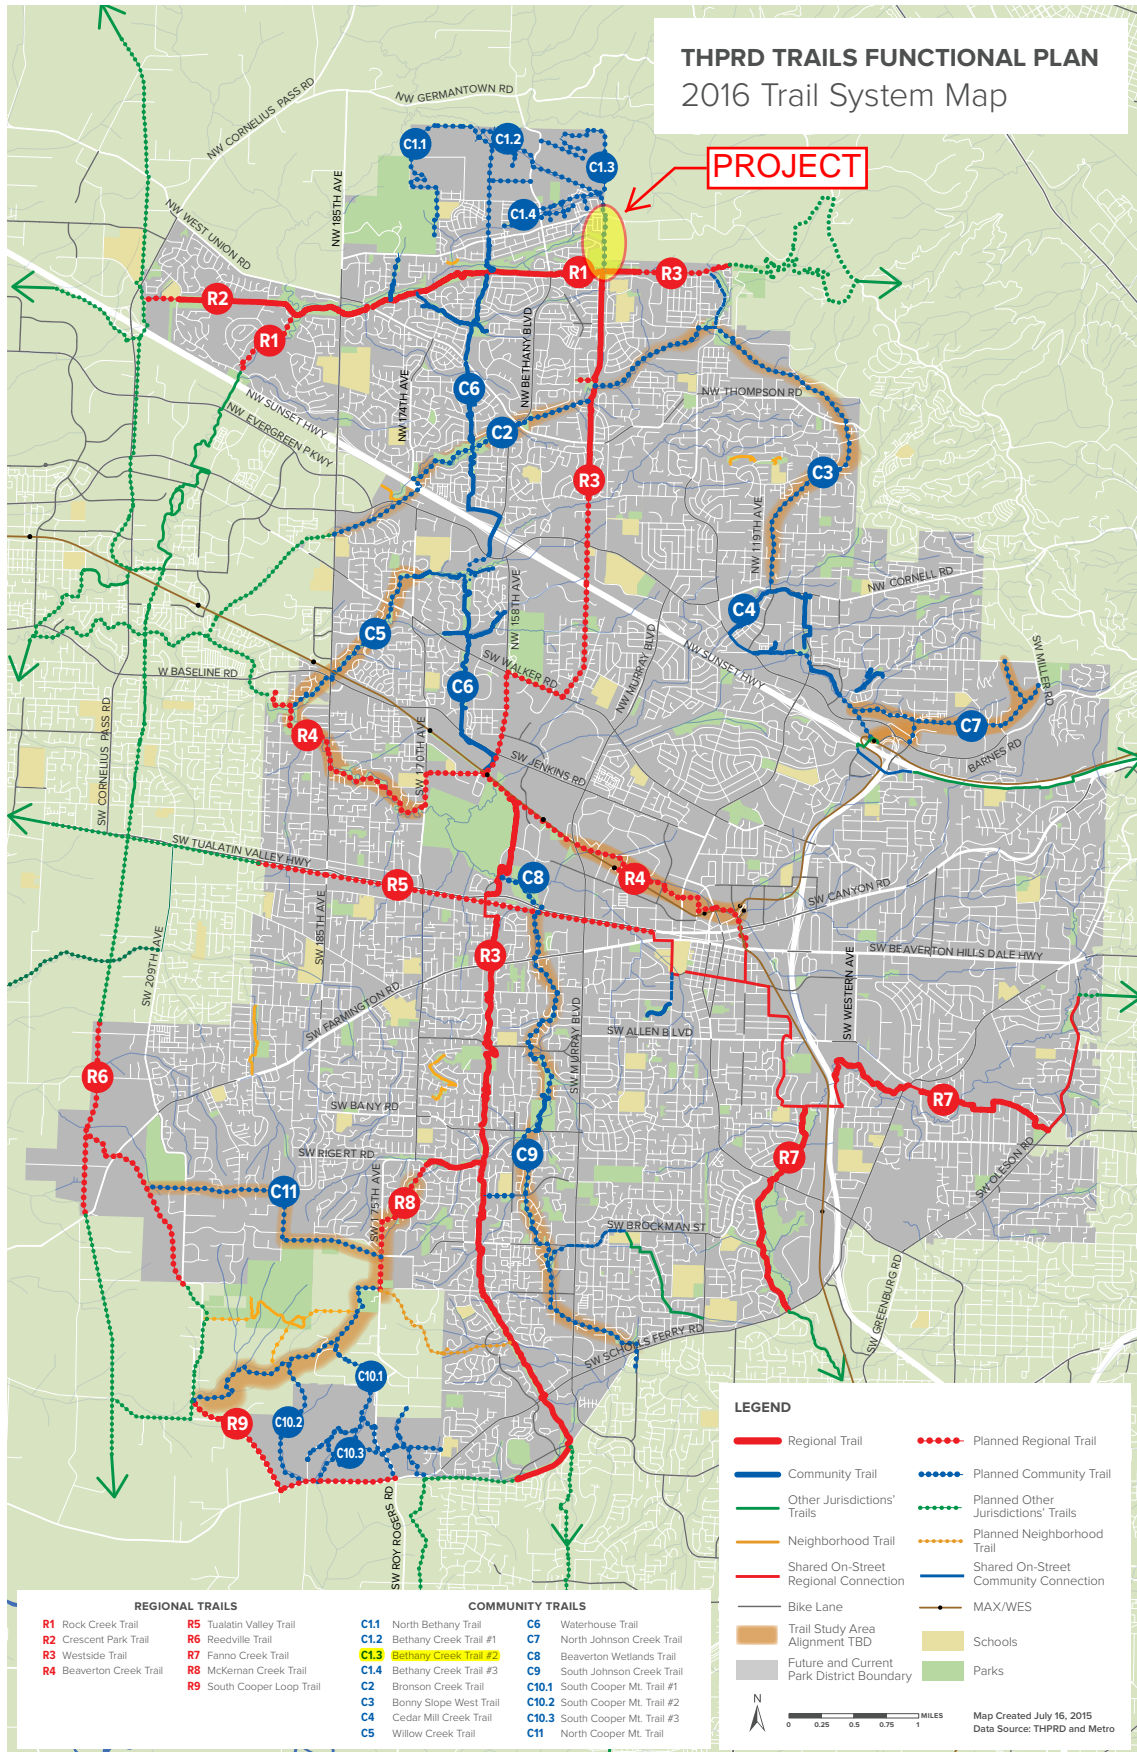 THPRD TRAILS FUNCTIONAL PLAN
2016 Trail System Map
PROJECT
NW GERMANTOWN RD
NW CORNELIUS PASS RD
C1.1
C1.2
C1.3
C1.4
NW 185TH AVE
NW WEST UNION RD
R1
R3
R2
R1
NW BETHANY BLVD
C6
NW 174TH AVE
NW THOMPSON RD
NW SUNSET HWY
NW EVERGREEN PKWY
C2
R3
C3
NW 119TH AVE
NW CORNELL RD
C4
NW 158TH AVE
C5
SW WALKER RD
NW MURRAY BLVD
NW SUNSET HWY
SW MILLER RD
W BASELINE RD
C6
SW CORNELIUS PASS RD
R4
SW 170TH AVE
C7
BARNES RD
SW JENKINS RD
SW TUALATIN VALLEY HWY
R5
C8
R4
SW CANYON RD
SW 185TH AVE
SW 209TH AVE
R3
SW BEAVERTON HILLS DALE HWY
SW WESTERN AVE
SW FARMINGTON RD
SW MURRAY BLVD
SW ALLEN B LVD
R6
R7
SW BANY RD
SW RIGERT RD
C9
R7
SW OLESON RD
C11
SW 175TH AVE
R8
SW BROCKMAN ST
SW GREENBURG RD
SW SCHOLLS FERRY RD
C10.1
R9
C10.2
C10.3
SW ROY ROGERS RD
LEGEND
Regional Trail
Planned Regional Trail
Community Trail
Planned Community Trail
Other Jurisdictions'
Trails
Planned Other
Jurisdictions' Trails
Neighborhood Trail
Planned Neighborhood
Trail
Shared On-Street
Regional Connection
Shared On-Street
Community Connection
Bike Lane
MAX/WES
Trail Study Area
Alignment TBD
Schools
Future and Current
Park District Boundary
Parks
N
0 0.25 0.5 0.75 1 MILES
Map Created July 16, 2015
Data Source: THPRD and Metro
REGIONAL TRAILS
R1 Rock Creek Trail
R2 Crescent Park Trail
R3 Westside Trail
R4 Beaverton Creek Trail
R5 Tualatin Valley Trail
R6 Reedville Trail
R7 Fanno Creek Trail
R8 McKernan Creek Trail
R9 South Cooper Loop Trail
COMMUNITY TRAILS
C1.1 North Bethany Trail
C1.2 Bethany Creek Trail #1
C1.3 Bethany Creek Trail #2
C1.4 Bethany Creek Trail #3
C2 Bronson Creek Trail
C3 Bonny Slope West Trail
C4 Cedar Mill Creek Trail
C5 Willow Creek Trail
C6 Waterhouse Trail
C7 North Johnson Creek Trail
C8 Beaverton Wetlands Trail
C9 South Johnson Creek Trail
C10.1 South Cooper Mt. Trail #1
C10.2 South Cooper Mt. Trail #2
C10.3 South Cooper Mt. Trail #3
C11 North Cooper Mt. Trail